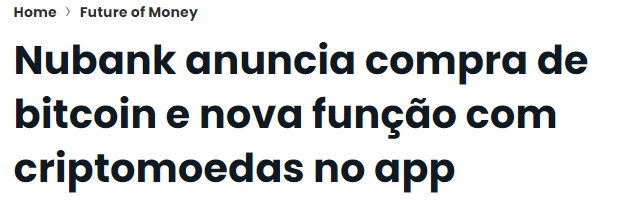 Home > Future of Money
Nubank anuncia compra de
bitcoin e nova função com
criptomoedas no app